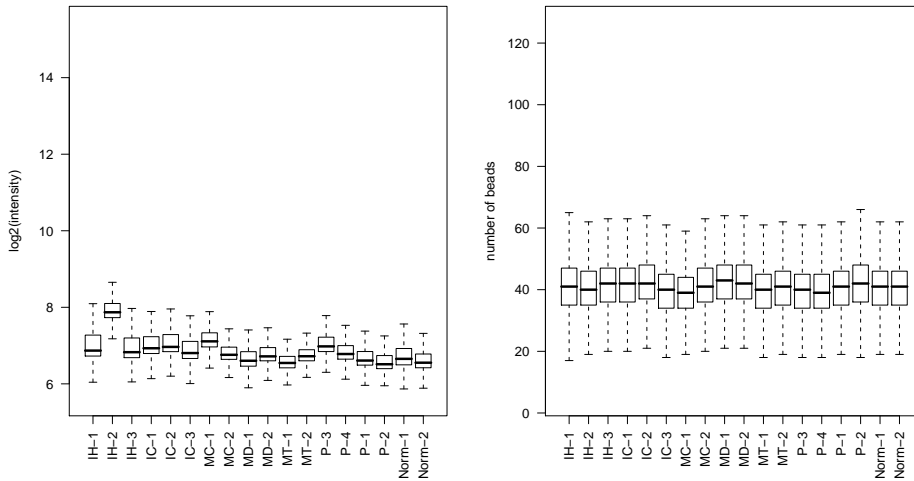 log2(intensity)
14
12
10
8
6
IH−1
IH−2
IH−3
IC−1
IC−2
IC−3
MC−1
MC−2
MD−1
MD−2
MT−1
MT−2
P−3
P−4
P−1
P−2
Norm−1
Norm−2
number of beads
120
100
80
60
40
20
0
IH−1
IH−2
IH−3
IC−1
IC−2
IC−3
MC−1
MC−2
MD−1
MD−2
MT−1
MT−2
P−3
P−4
P−1
P−2
Norm−1
Norm−2